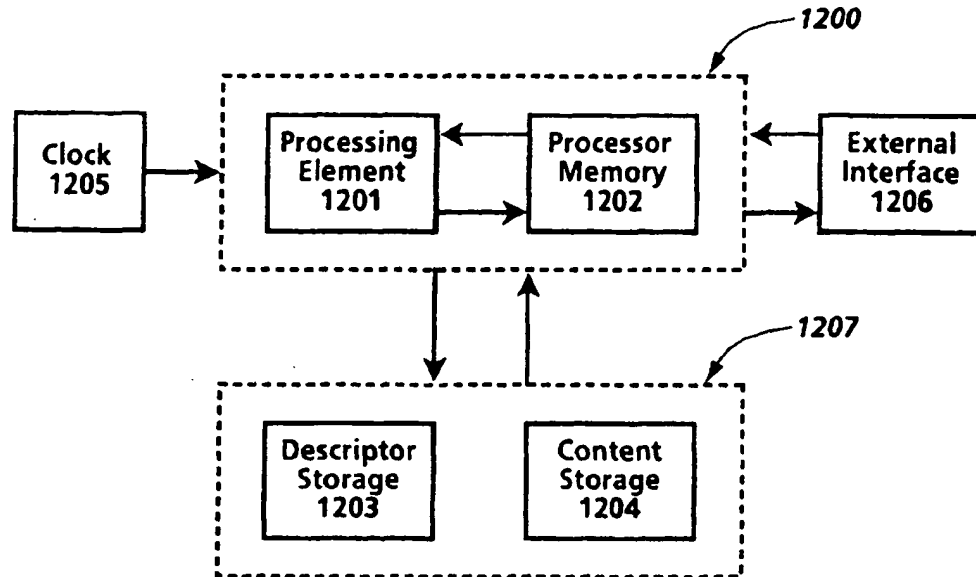 1200
Clock
1205
Processing
Element
1201
Processor
Memory
1202
External
Interface
1206
1207
Descriptor
Storage
1203
Content
Storage
1204